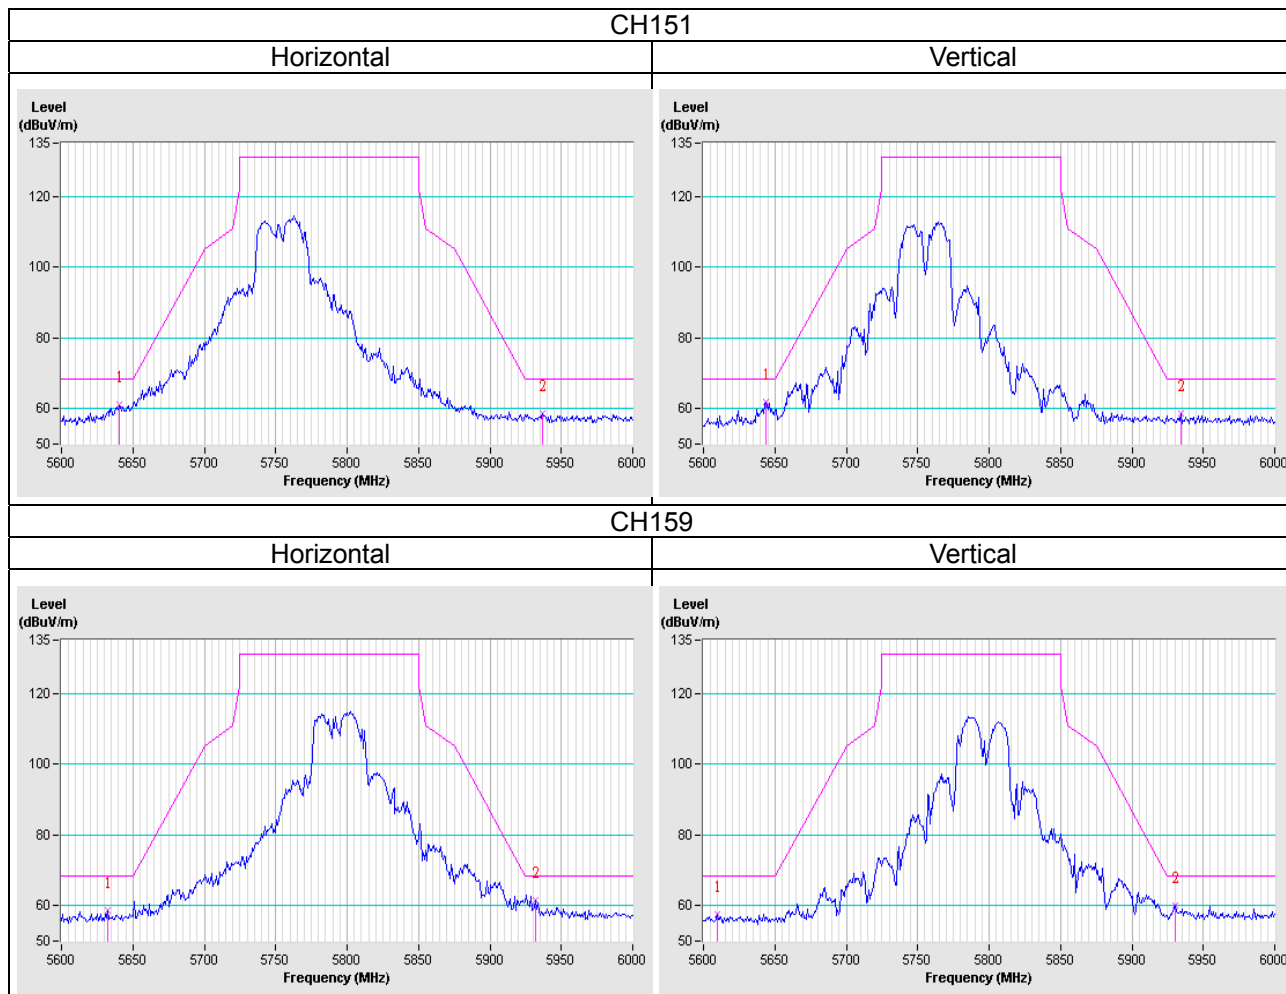 CH151
Horizontal Vertical
Level Level
(dBuV/m) (dBuV/m)
135 135
120 120
100 100
80 80
1 2 1 2
60 60
50 50
5600 5650 5700 5750 5800 5850 5900 5950 6000 5600 5650 5700 5750 5800 5850 5900 5950 6000
Frequency (MHz) Frequency (MHz)
CH159
Horizontal Vertical
Level Level
(dBuV/m) (dBuV/m)
135 135
120 120
100 100
80 80
1 2 1 2
60 60
50 50
5600 5650 5700 5750 5800 5850 5900 5950 6000 5600 5650 5700 5750 5800 5850 5900 5950 6000
Frequency (MHz) Frequency (MHz)